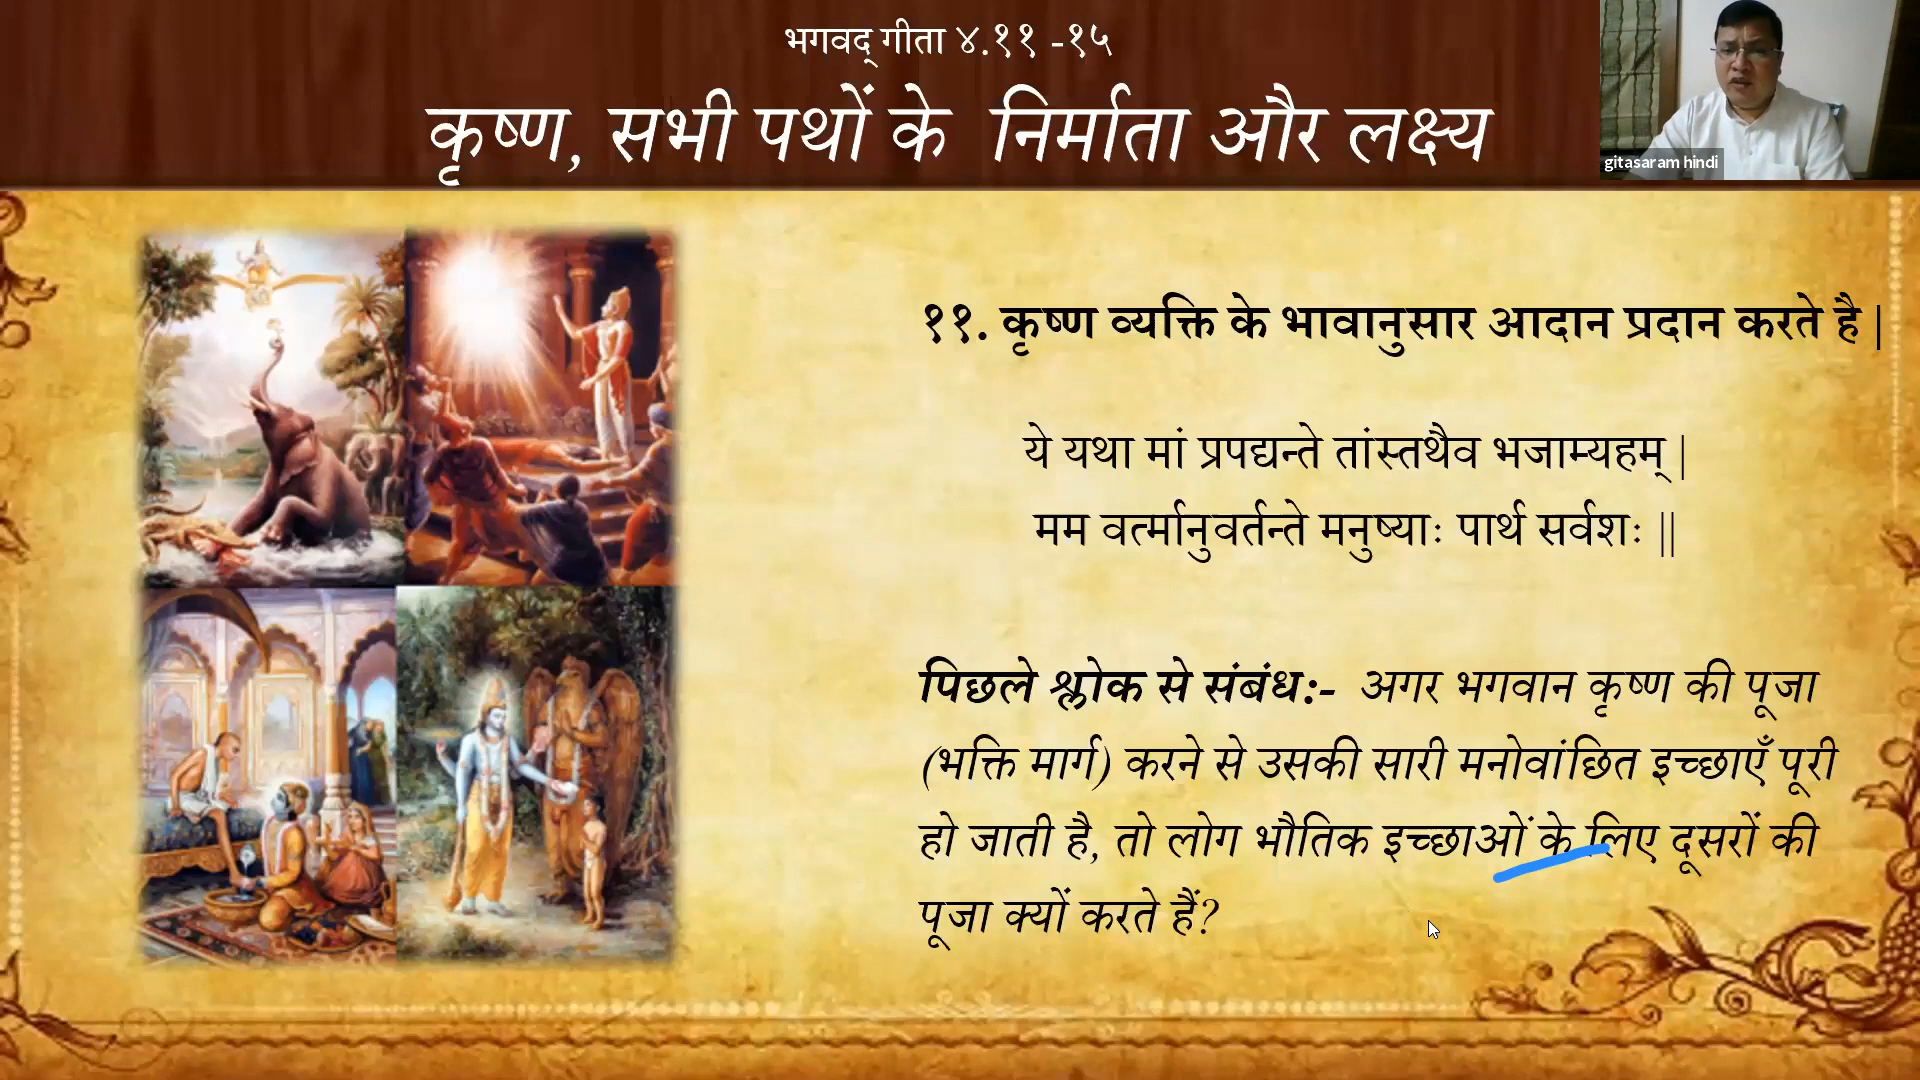 भगवद् गीता ४.११ -१५
कृष्ण, सभी पथों के निर्माता और लक्ष्य
gitasaram hindi
११. कृष्ण व्यक्ति के भावानुसार आदान प्रदान करते है |
ये यथा मां प्रपद्यन्ते तांस्तथैव भजाम्यहम् |
मम वर्त्मानुवर्तन्ते मनुष्याः पार्थ सर्वशः ||
पिछले श्लोक से संबंध:- अगर भगवान कृष्ण की पूजा
(भक्ति मार्ग) करने से उसकी सारी मनोवांछित इच्छाएँ पूरी
हो जाती है, तो लोग भौतिक इच्छाओं के लिए दूसरों की
पूजा क्यों करते हैं?